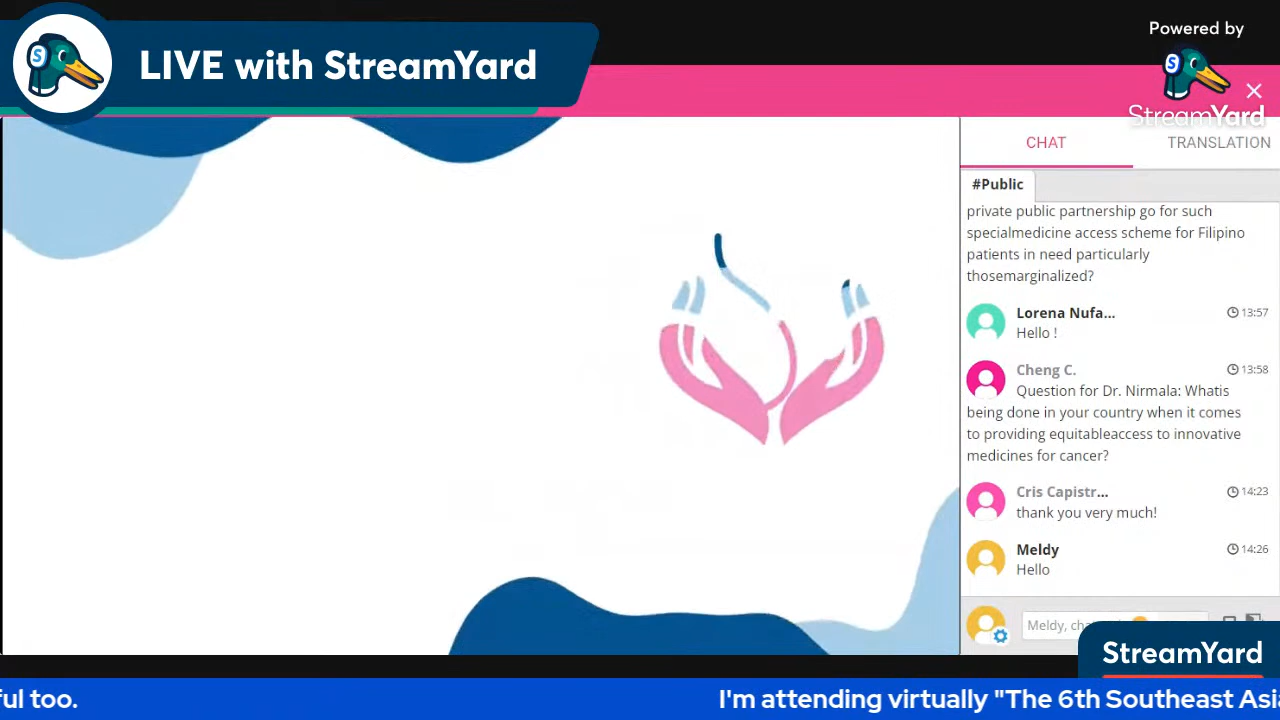 LIVE with StreamYard
Powered by
StreamYard
CHAT
TRANSLATION
#Public
private public partnership go for such
specialmedicine access scheme for Filipino
patients in need particularly
thosemarginalized?
Lorena Nufa...
13:57
Hello !
Cheng C.
13:58
Question for Dr. Nirmala: Whatis
being done in your country when it comes
to providing equitableaccess to innovative
medicines for cancer?
Cris Capistr...
14:23
thank you very much!
Meldy
14:26
Hello
Meldy,
StreamYard
ful too.
I'm attending virtually "The 6th Southeast Asia